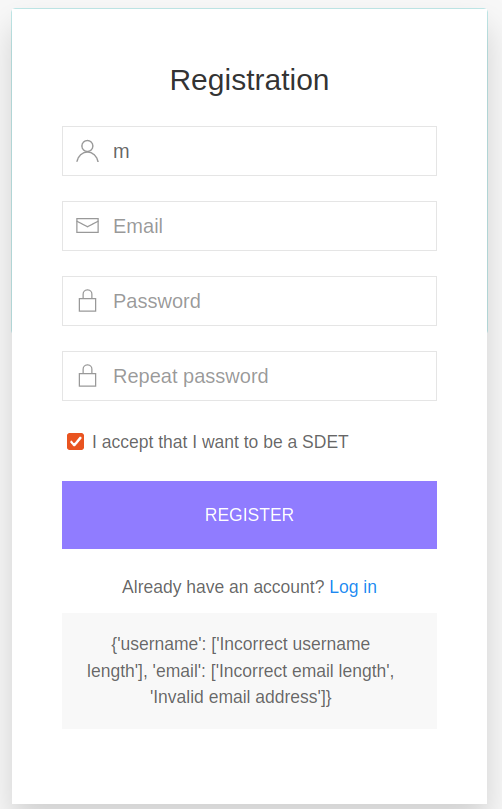 Registration
m
Email
Password
Repeat password
I accept that I want to be a SDET
REGISTER
Already have an account? Log in
{'username': ['Incorrect username
length'], 'email': ['Incorrect email length',
'Invalid email address']}